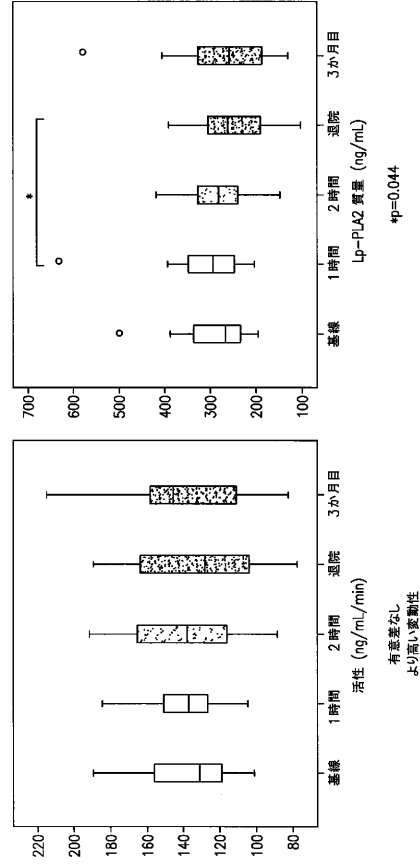 220
200
180
160
140
120
100
80
基線
1時間
2時間
退院
3か月目
活性 (ng/mL/min)
有意差なし
より高い変動性
700
600
500
400
300
200
100
*
基線
1時間
2時間
退院
3か月目
Lp-PLA2 質量 (ng/mL)
*p=0.044